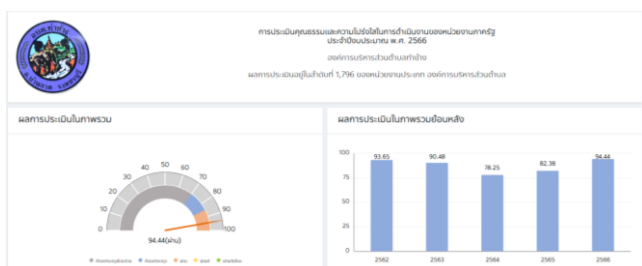 การประเมินคุณธรรมและความโปร่งใสในการดำเนินงานของหน่วยงานภาครัฐ
ประจำปีงบประมาณ พ.ศ. 2566
องค์การบริหารส่วนตำบลท่าช้าง
ผลการประเมินอยู่ในลำดับที่ 1,796 ของหน่วยงานประเภท องค์การบริหารส่วนตำบล
ผลการประเมินในภาพรวม
ผลการประเมินในภาพรวมย้อนหลัง
0 10 20 30 40 50 60 70 80 90 100
94.44(ผ่าน)
100
75
50
25
0
93.65 90.48 78.25 82.38 94.44
2562 2563 2564 2565 2566